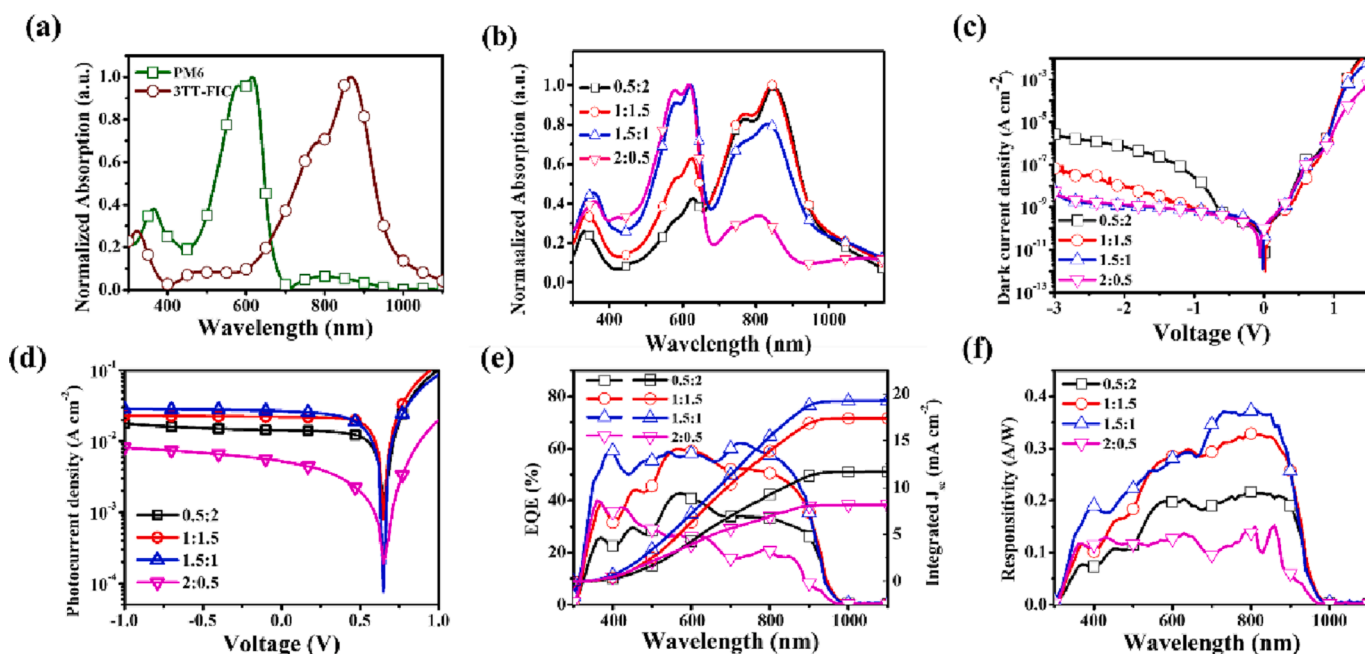 (a)
Normalized Absorption (a.u.)
1.0
0.8
0.6
0.4
0.2
0.0
PM6
3TT-FIC
400 600 800 1000
Wavelength (nm)
(b)
Normaalized Absorption (a.u.)
1.0
0.8
0.6
0.4
0.2
0.0
0.5:2
1:1.5
1.5:1
2:0.5
400 600 800 1000
Wavelength (nm)
(c)
Dark current density (A cm-2)
10-3
10-5
10-7
10-9
10-11
10-13
0.5:2
1:1.5
1.5:1
2:0.5
-3 -2 -1 0 1
Voltage (V)
(d)
Photocurrent density (A cm-2)
10-1
10-2
10-3
10-4
0.5:2
1:1.5
1.5:1
2:0.5
-1.0 -0.5 0.0 0.5 1.0
Voltage (V)
(e)
EQE (%)
80
60
40
20
0
0.5:2
1:1.5
1.5:1
2:0.5
20
15
10
5
0
Integrated Jsc (mA cm-2)
400 600 800 1000
Wavelength (nm)
(f)
Responsitivity (A/W)
0.4
0.3
0.2
0.1
0.0
0.5:2
1:1.5
1.5:1
2:0.5
400 600 800 1000
Wavelength (nm)